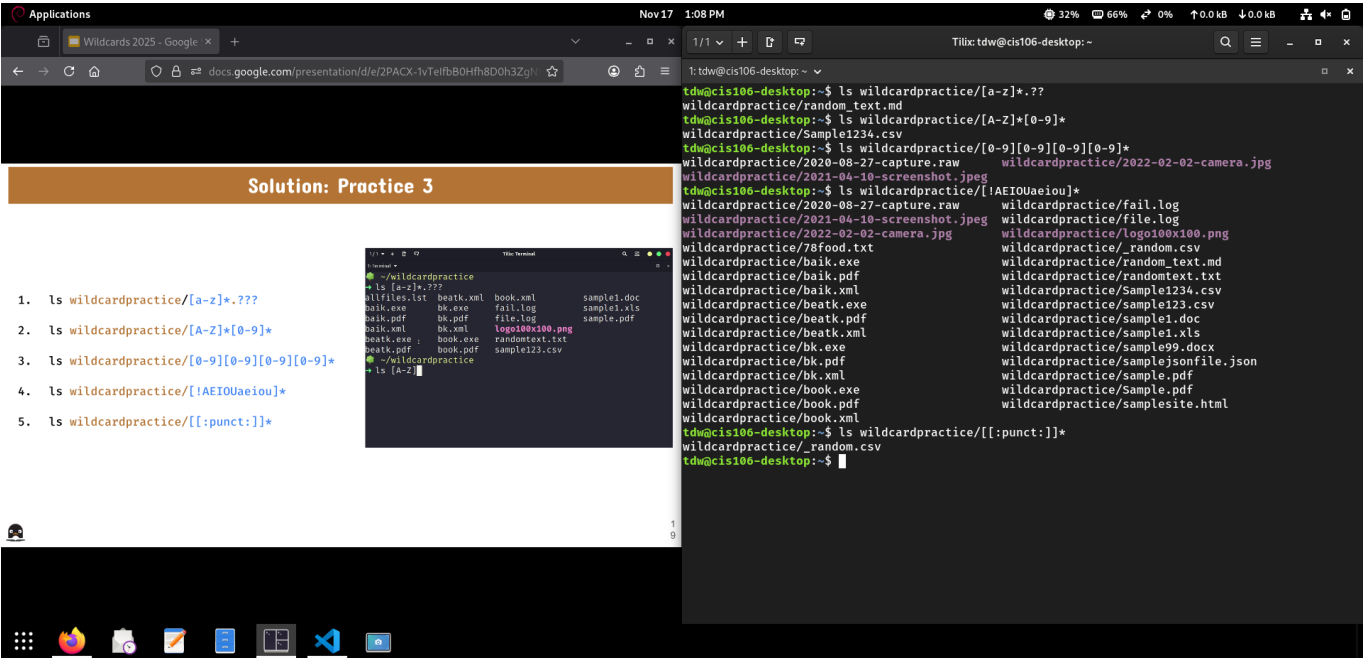 Applications
Nov 17 1:08 PM
32% 66% 0% ↑0.0 kB ↓0.0 kB
Wildcards 2025 - Google
docs.google.com/presentation/d/e/2PACX-1vTeIfbB0Hfh8D0h3ZgN
Solution: Practice 3
1. ls wildcardpractice/[a-z]*.???
2. ls wildcardpractice/[A-Z]*[0-9]*
3. ls wildcardpractice/[0-9][0-9][0-9][0-9]*
4. ls wildcardpractice/[!AEIOUaeiou]*
5. ls wildcardpractice/[[:punct:]]*
1/1 Tilix: Terminal
1: Terminal
~/wildcardpractice
ls [a-z]*.???
allfiles.lst beatk.xml book.xml sample1.doc
baik.exe bk.exe fail.log sample1.xls
baik.pdf bk.pdf file.log sample.pdf
baik.xml bk.xml logo100x100.png
beatk.exe book.exe randomtext.txt
beatk.pdf book.pdf sample123.csv
~/wildcardpractice
ls [A-Z]
1
9
1/1 Tilix: tdw@cis106-desktop: ~
1: tdw@cis106-desktop: ~
tdw@cis106-desktop:~$ ls wildcardpractice/[a-z]*.??
wildcardpractice/random_text.md
tdw@cis106-desktop:~$ ls wildcardpractice/[A-Z]*[0-9]*
wildcardpractice/Sample1234.csv
tdw@cis106-desktop:~$ ls wildcardpractice/[0-9][0-9][0-9][0-9]*
wildcardpractice/2020-08-27-capture.raw wildcardpractice/2022-02-02-camera.jpg
wildcardpractice/2021-04-10-screenshot.jpeg
tdw@cis106-desktop:~$ ls wildcardpractice/[!AEIOUaeiou]*
wildcardpractice/2020-08-27-capture.raw wildcardpractice/fail.log
wildcardpractice/2021-04-10-screenshot.jpeg wildcardpractice/file.log
wildcardpractice/2022-02-02-camera.jpg wildcardpractice/logo100x100.png
wildcardpractice/78food.txt wildcardpractice/_random.csv
wildcardpractice/baik.exe wildcardpractice/random_text.md
wildcardpractice/baik.pdf wildcardpractice/randomtext.txt
wildcardpractice/baik.xml wildcardpractice/Sample1234.csv
wildcardpractice/beatk.exe wildcardpractice/sample123.csv
wildcardpractice/beatk.pdf wildcardpractice/sample1.doc
wildcardpractice/beatk.xml wildcardpractice/sample1.xls
wildcardpractice/bk.exe wildcardpractice/sample99.docx
wildcardpractice/bk.pdf wildcardpractice/samplejsonfile.json
wildcardpractice/bk.xml wildcardpractice/Sample.pdf
wildcardpractice/book.exe wildcardpractice/sample.pdf
wildcardpractice/book.pdf wildcardpractice/samplesite.html
wildcardpractice/book.xml
tdw@cis106-desktop:~$ ls wildcardpractice/[[:punct:]]*
wildcardpractice/_random.csv
tdw@cis106-desktop:~$